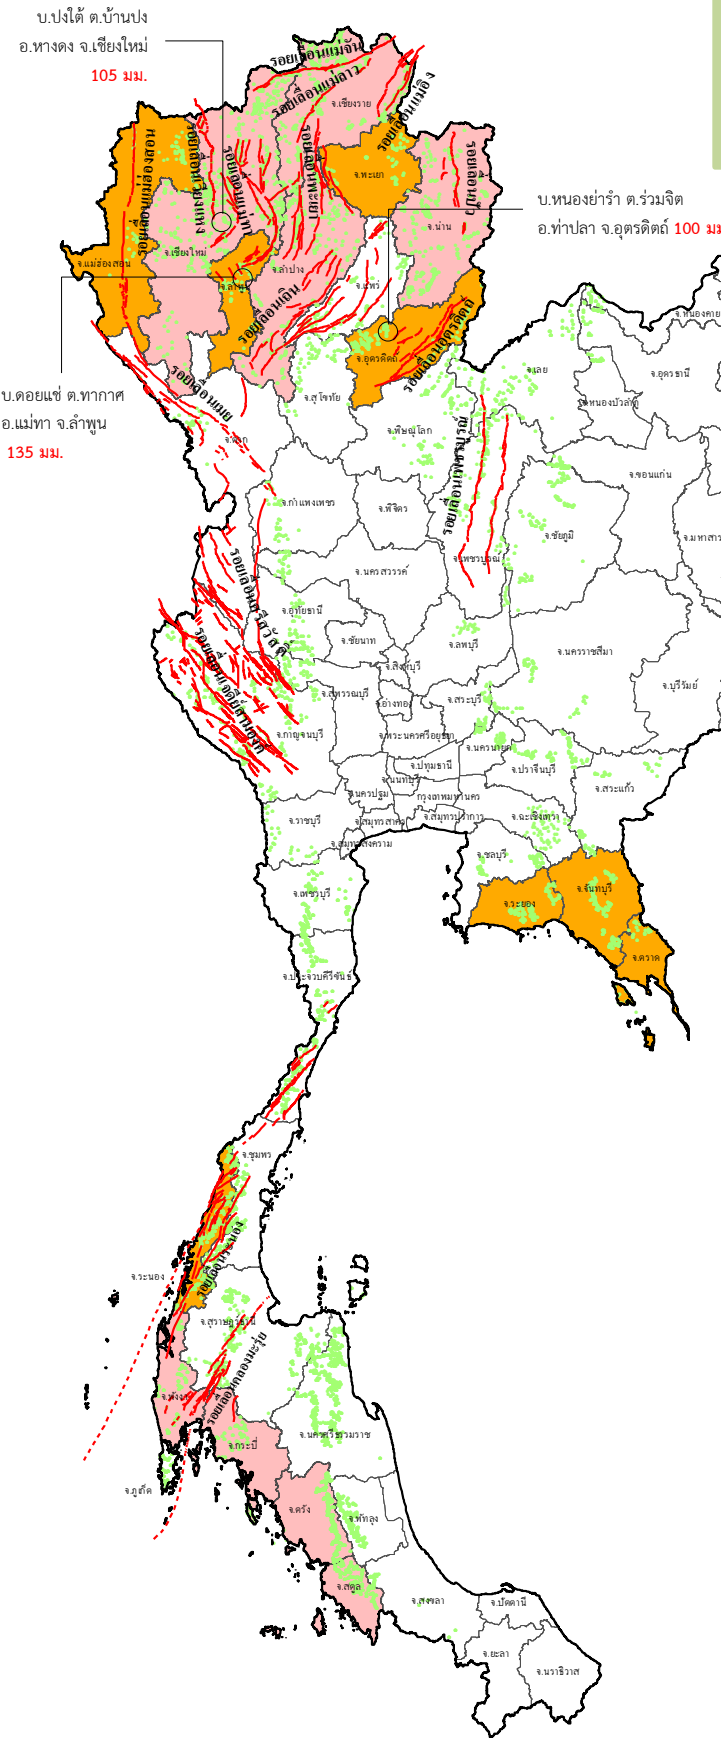 บ.ปงใต้ ต.บ้านปง
อ.หางดง จ.เชียงใหม่
105 มม.
บ.หนองย่ารำ ต.ร่วมจิต
อ.ท่าปลา จ.อุตรดิตถ์ 100 มม
บ.ดอยแช่ ต.ทากาศ
อ.แม่ทา จ.ลำพูน
135 มม.
รอยเลื่อนแม่จัน
รอยเลื่อนแม่ลาว
รอยเลื่อนแม่อิง
รอยเลื่อนแม่ฮ่องสอน
รอยเลื่อนเวียงแหง
รอยเลื่อนแม่ทา
รอยเลื่อนพะเยา
รอยเลื่อนปัว
รอยเลื่อนเถิน
รอยเลื่อนอุตรดิตถ์
รอยเลื่อนเมย
รอยเลื่อนเพชรบูรณ์
รอยเลื่อนศรีสวัสดิ์
รอยเลื่อนเจดีย์สามองค์
รอยเลื่อนระนอง
รอยเลื่อนคลองมะรุ่ย
จ.เชียงราย
จ.พะเยา
จ.น่าน
จ.แม่ฮ่องสอน
จ.เชียงใหม่
จ.ลำปาง
จ.ลำพูน
จ.แพร่
จ.อุตรดิตถ์
จ.สุโขทัย
จ.ตาก
จ.พิษณุโลก
จ.เลย
จ.หนองคาย
จ.อุดรธานี
จ.หนองบัวลำภู
จ.ขอนแก่น
จ.มหาสาร
จ.กำแพงเพชร
จ.พิจิตร
จ.เพชรบูรณ์
จ.ชัยภูมิ
จ.นครสวรรค์
จ.อุทัยธานี
จ.ชัยนาท
จ.ลพบุรี
จ.นครราชสีมา
จ.บุรีรัมย์
จ.สิงห์บุรี
จ.สุพรรณบุรี
จ.อ่างทอง
จ.สระบุรี
จ.กาญจนบุรี
จ.พระนครศรีอยุธยา
จ.นครนายก
จ.ปทุมธานี
จ.ปราจีนบุรี
จ.นนทบุรี
จ.สระแก้ว
จ.นครปฐม
กรุงเทพมหานคร
จ.ราชบุรี
จ.สมุทรสาคร
จ.สมุทรปราการ
จ.ฉะเชิงเทรา
จ.สมุทรสงคราม
จ.ชลบุรี
จ.เพชรบุรี
จ.ระยอง
จ.จันทบุรี
จ.ตราด
จ.ประจวบคีรีขันธ์
จ.ชุมพร
จ.ระนอง
จ.สุราษฎร์ธานี
จ.พังงา
จ.นครศรีธรรมราช
จ.กระบี่
จ.ภูเก็ต
จ.ตรัง
จ.พัทลุง
จ.สตูล
จ.สงขลา
จ.ปัตตานี
จ.ยะลา
จ.นราธิวาส